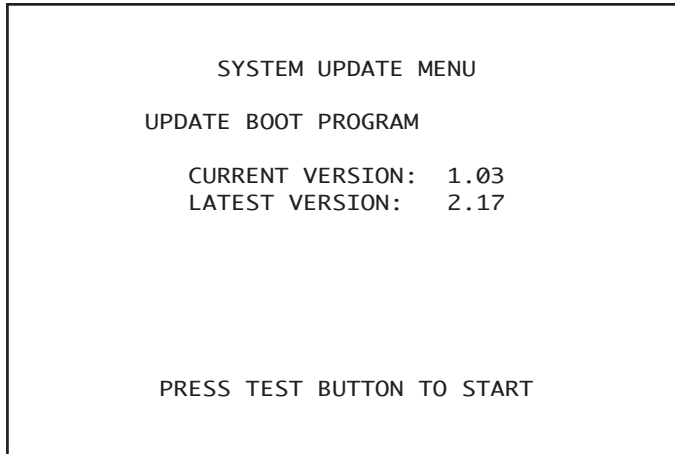 SYSTEM UPDATE MENU
UPDATE BOOT PROGRAM
CURRENT VERSION: 1.03
LATEST VERSION: 2.17
PRESS TEST BUTTON TO START